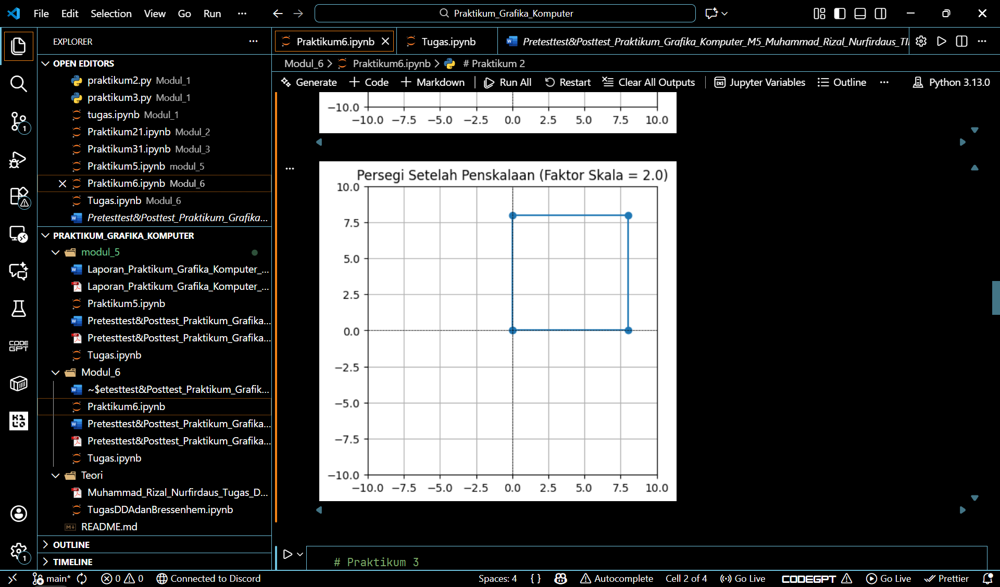 File Edit Selection View Go Run ··· Praktikum_Grafika_Komputer
EXPLORER ···
OPEN EDITORS
praktikum2.py Modul_1
praktikum3.py Modul_1
tugas.ipynb Modul_1
Praktikum21.ipynb Modul_2
Praktikum31.ipynb Modul_3
Praktikum5.ipynb modul_5
Praktikum6.ipynb Modul_6
Tugas.ipynb Modul_6
Pretesttest&Posttest_Praktikum_Grafika...
PRAKTIKUM_GRAFIKA_KOMPUTER
modul_5
Laporan_Praktikum_Grafika_Komputer_...
Laporan_Praktikum_Grafika_Komputer_...
Praktikum5.ipynb
Pretesttest&Posttest_Praktikum_Grafika...
Pretesttest&Posttest_Praktikum_Grafika...
Tugas.ipynb
Modul_6
~$etesttest&Posttest_Praktikum_Grafik...
Praktikum6.ipynb
Pretesttest&Posttest_Praktikum_Grafika...
Pretesttest&Posttest_Praktikum_Grafika...
Tugas.ipynb
Teori
Muhammad_Rizal_Nurfirdaus_Tugas_D...
TugasDDAdanBressenhem.ipynb
README.md
OUTLINE
TIMELINE
CODE
GPT
1
1
Praktikum6.ipynb Tugas.ipynb Pretesttest&Posttest_Praktikum_Grafika_Komputer_M5_Muhammad_Rizal_Nurfirdaus_TI
Modul_6 > Praktikum6.ipynb > # Praktikum 2
Generate + Code + Markdown | Run All Restart Clear All Outputs | Jupyter Variables Outline ··· Python 3.13.0
−10.0
−10.0 −7.5 −5.0 −2.5 0.0 2.5 5.0 7.5 10.0
Persegi Setelah Penskalaan (Faktor Skala = 2.0)
10.0
7.5
5.0
2.5
0.0
−2.5
−5.0
−7.5
−10.0
−10.0 −7.5 −5.0 −2.5 0.0 2.5 5.0 7.5 10.0
# Praktikum 3
main* 0 0 Connected to Discord Spaces: 4 { } Autocomplete Cell 2 of 4 Go Live CODEGPT Go Live Prettier